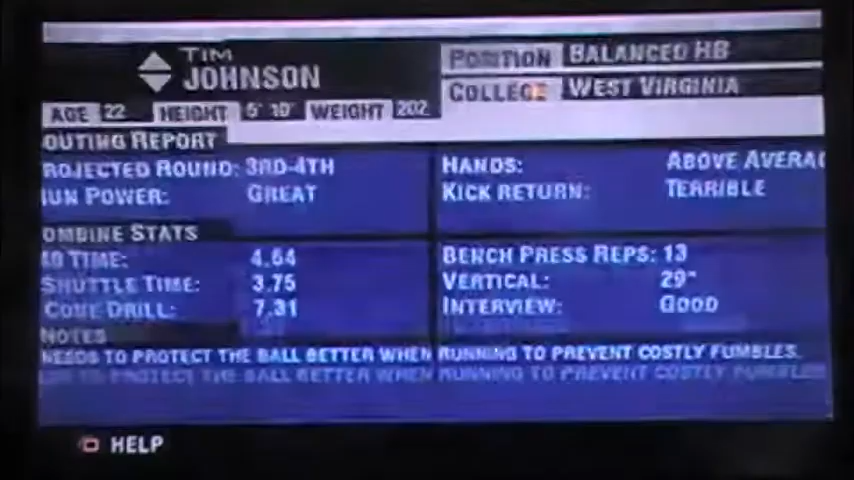 TIM
JOHNSON
POSITION BALANCED HB
COLLEGE WEST VIRGINIA
AGE 22 HEIGHT 5' 10" WEIGHT 202
OUTING REPORT
ROJECTED ROUND: 3RD-4TH HANDS: ABOVE AVERAG
UN POWER: GREAT KICK RETURN: TERRIBLE
OMBINE STATS
40 TIME: 4.64 BENCH PRESS REPS: 13
SHUTTLE TIME: 3.75 VERTICAL: 29"
CONE DRILL: 7.31 INTERVIEW: GOOD
NOTES
NEEDS TO PROTECT THE BALL BETTER WHEN RUNNING TO PREVENT COSTLY FUMBLES.
HELP